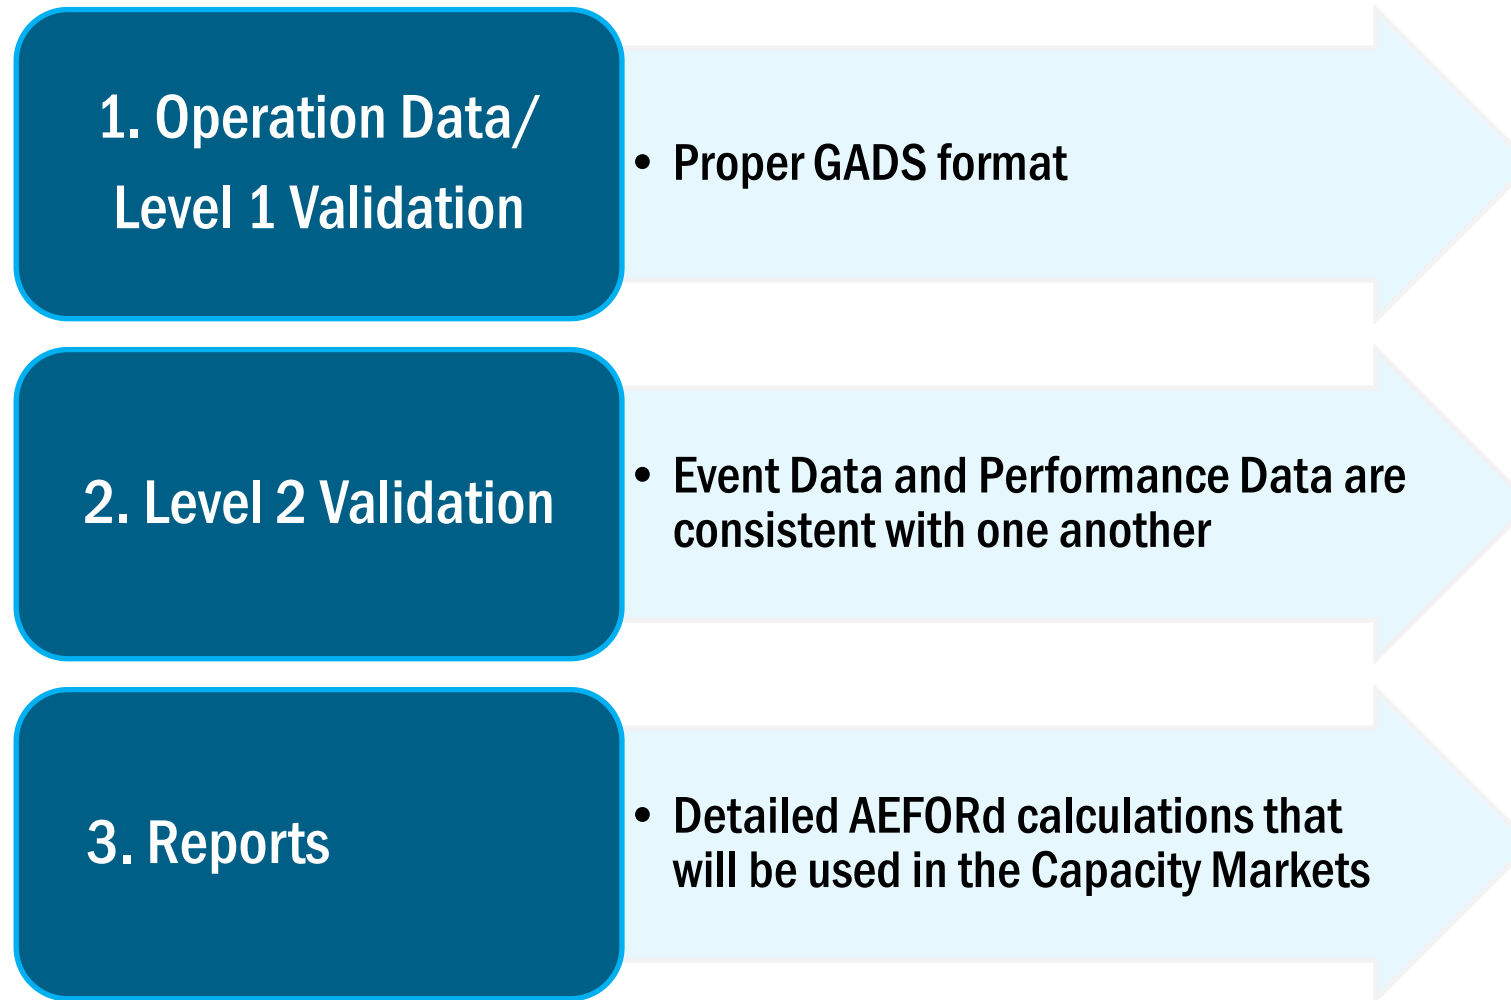 1. Operation Data/
Level 1 Validation
• Proper GADS format
2. Level 2 Validation
• Event Data and Performance Data are
consistent with one another
3. Reports
• Detailed AEFORd calculations that
will be used in the Capacity Markets